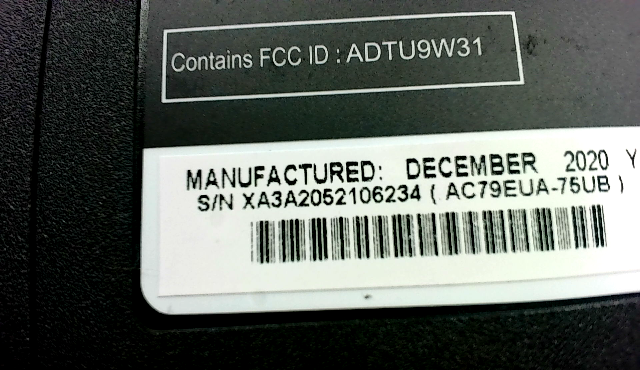 Contains FCC ID : ADTU9W31
MANUFACTURED: DECEMBER 2020 Y
S/N XA3A2052106234 ( AC79EUA-75UB )